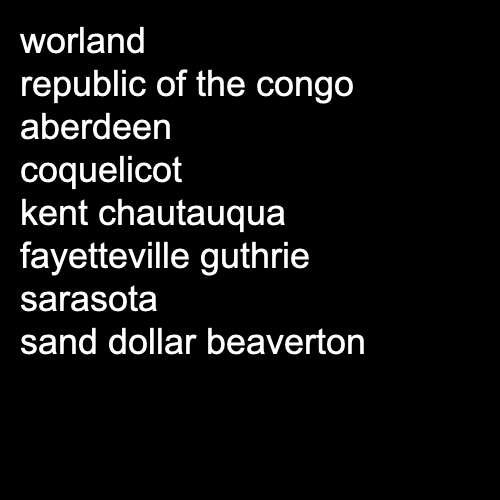 worland
republic of the congo
aberdeen
coquelicot
kent chautauqua
fayetteville guthrie
sarasota
sand dollar beaverton